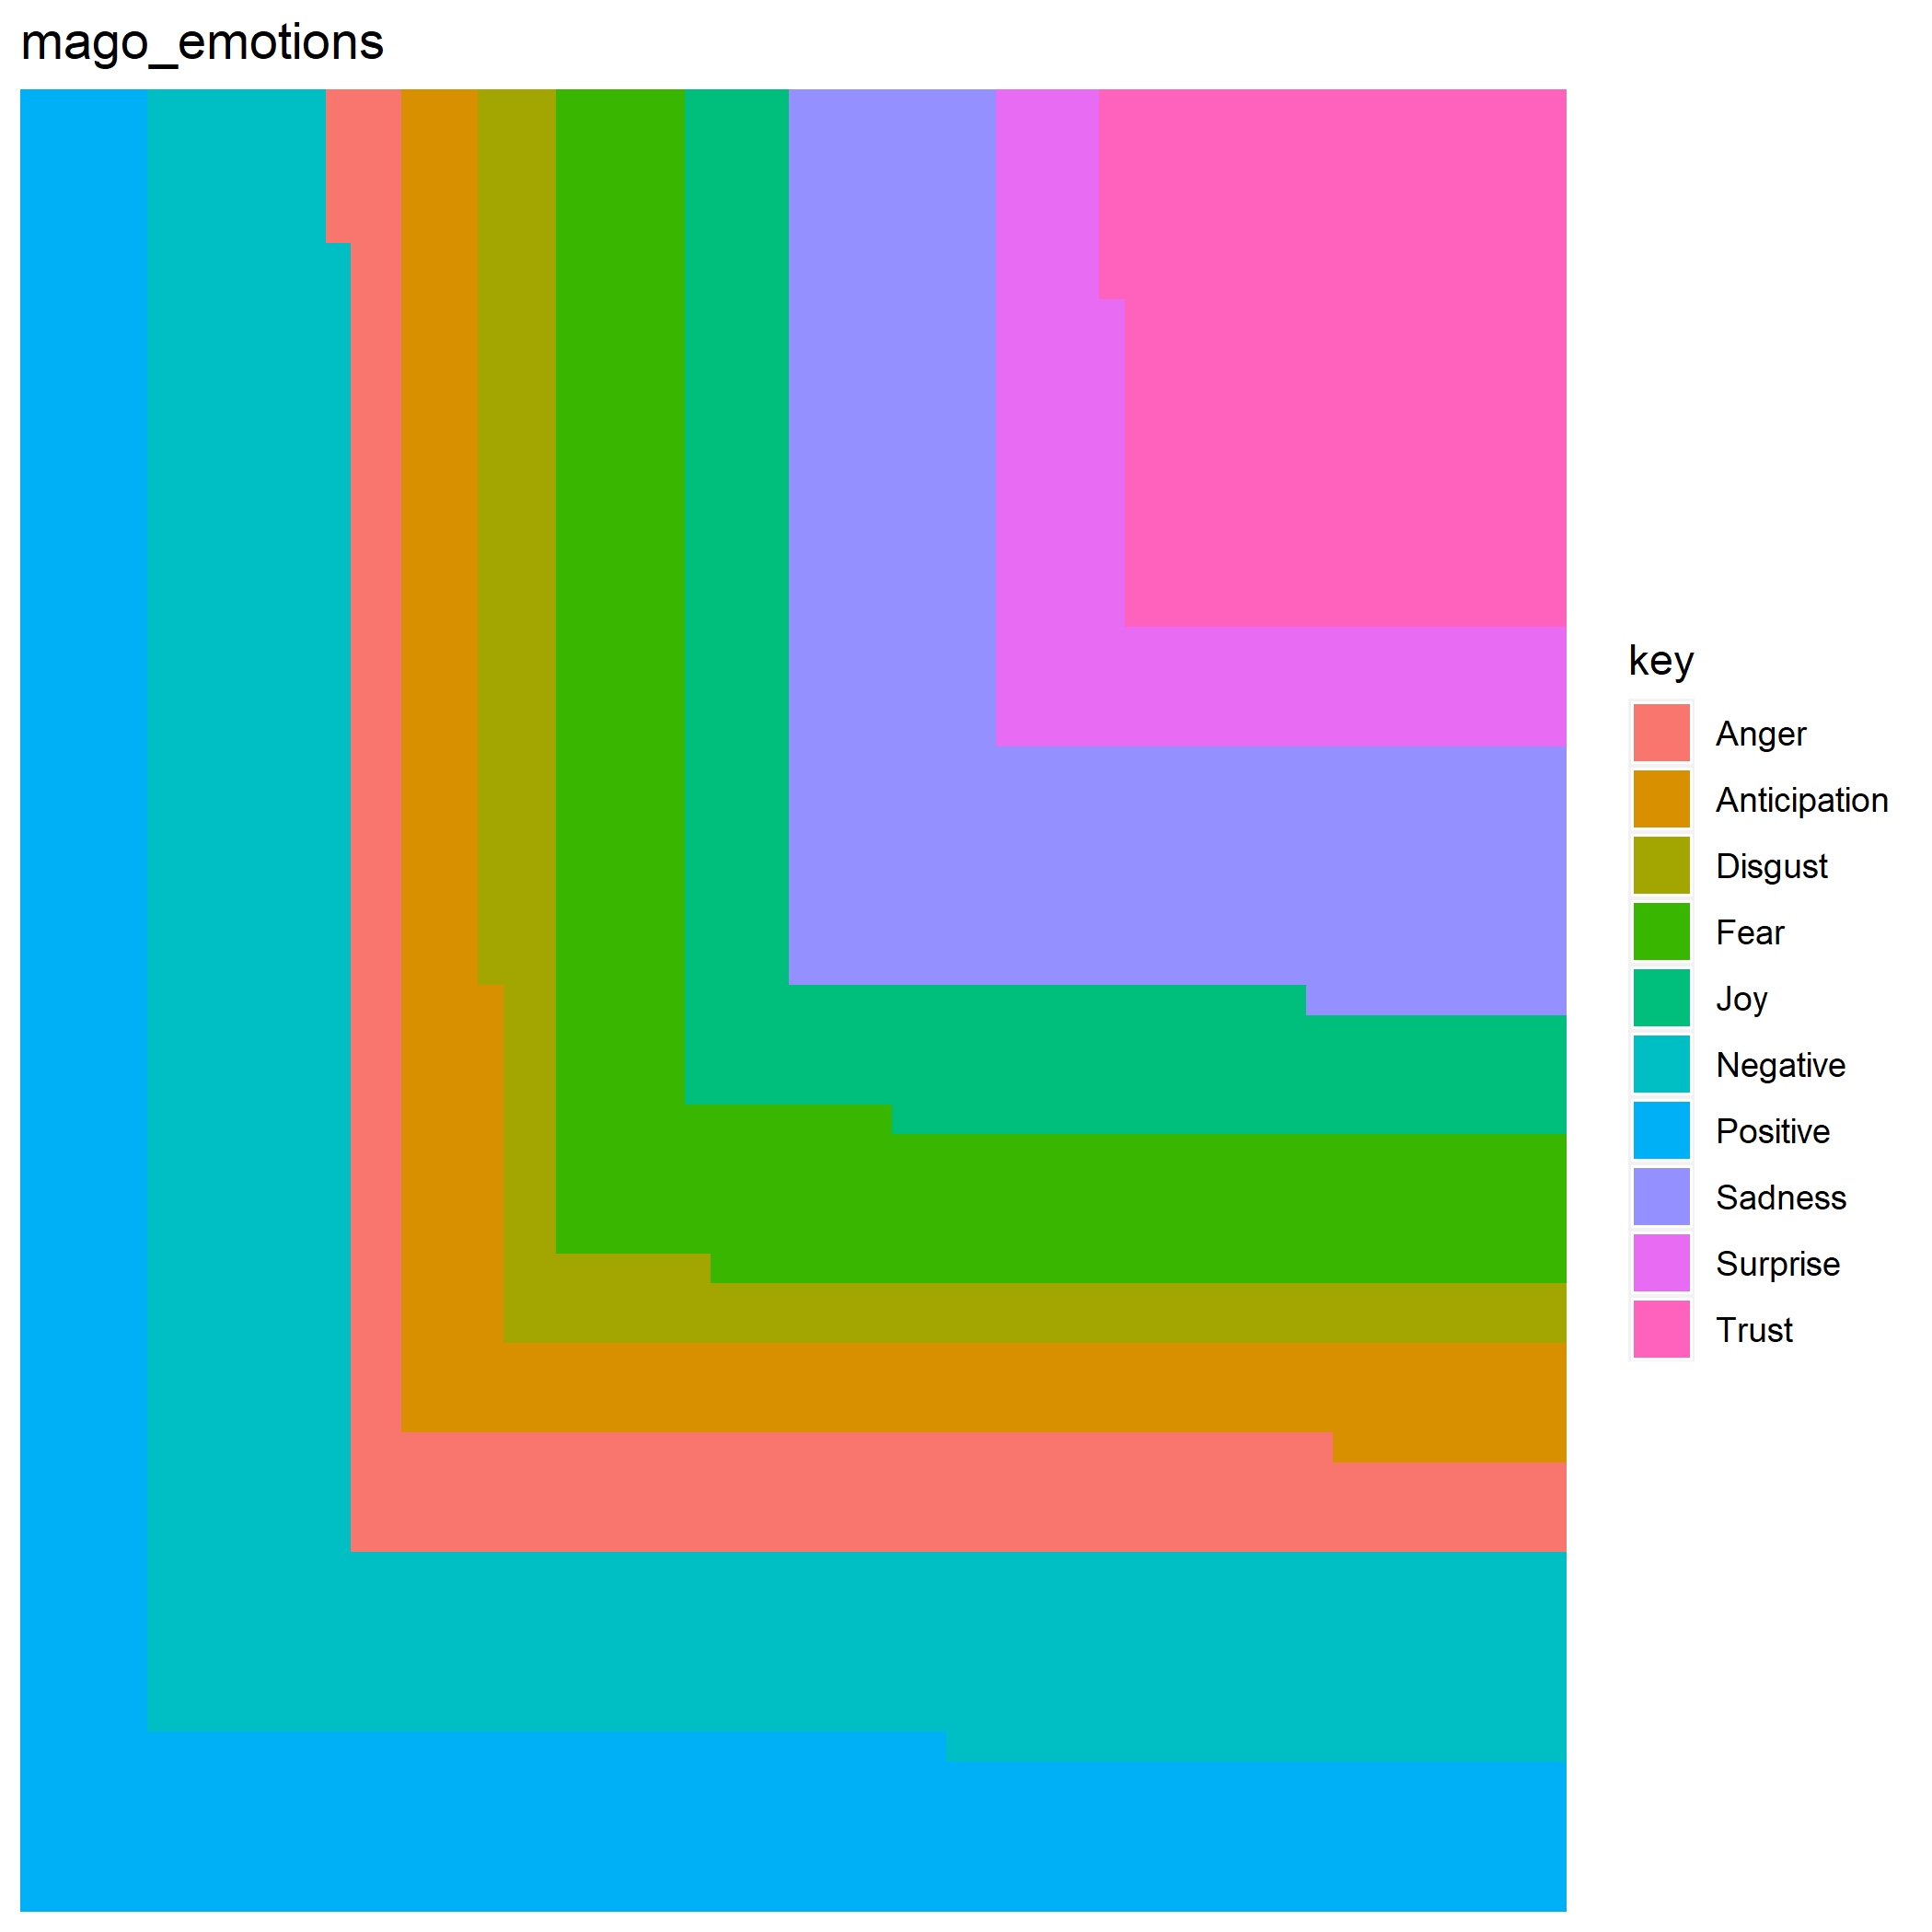 mago_emotions
key
Anger
Anticipation
Disgust
Fear
Joy
Negative
Positive
Sadness
Surprise
Trust